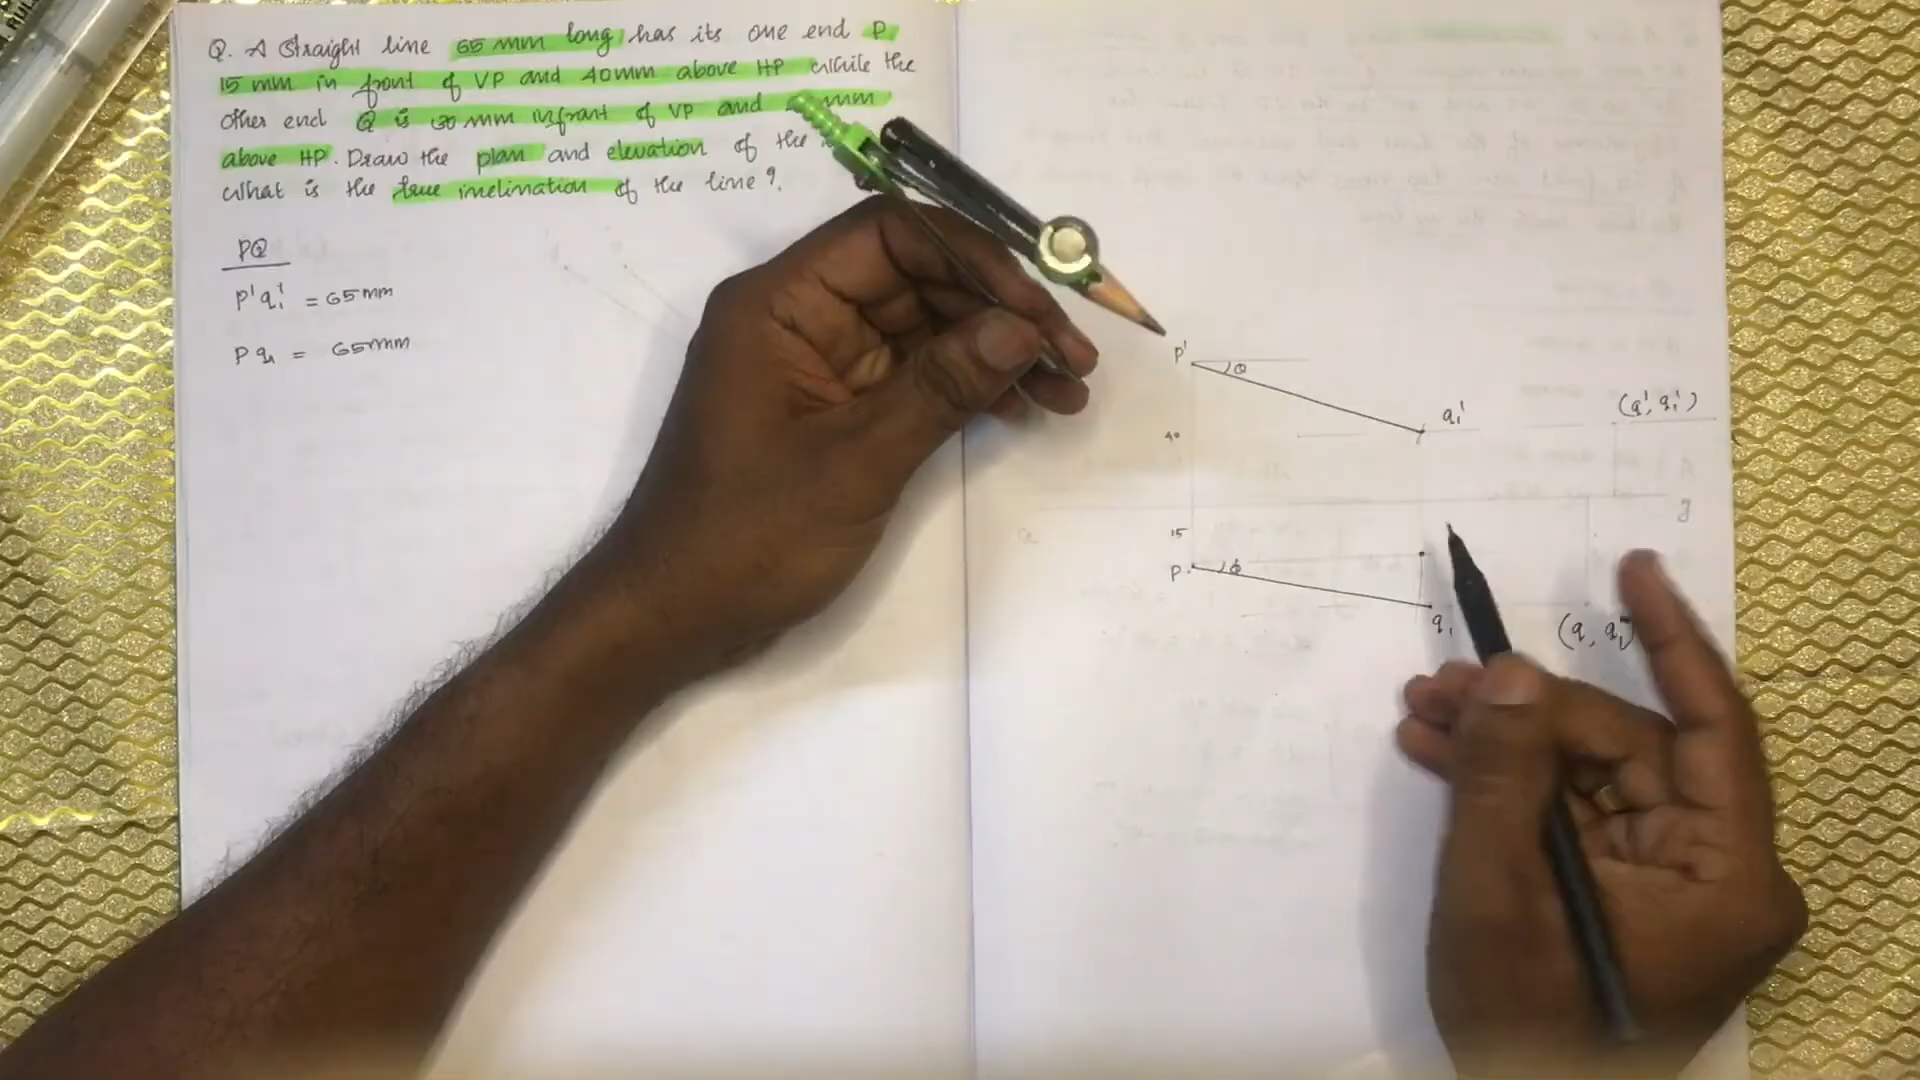 Q. A straight line 65 mm long has its one end P
15 mm in front of VP and 40mm above HP while the
other end Q is 30 mm infront of VP and mm
above HP. Draw the plan and elevation of the
What is the true inclination of the line ?.
PQ
p'q₁' = 65mm
Pq₁ = 65mm
p'
θ
q₁'
(q', q₁')
40
15
y
P
φ
q₁
(q, q₁